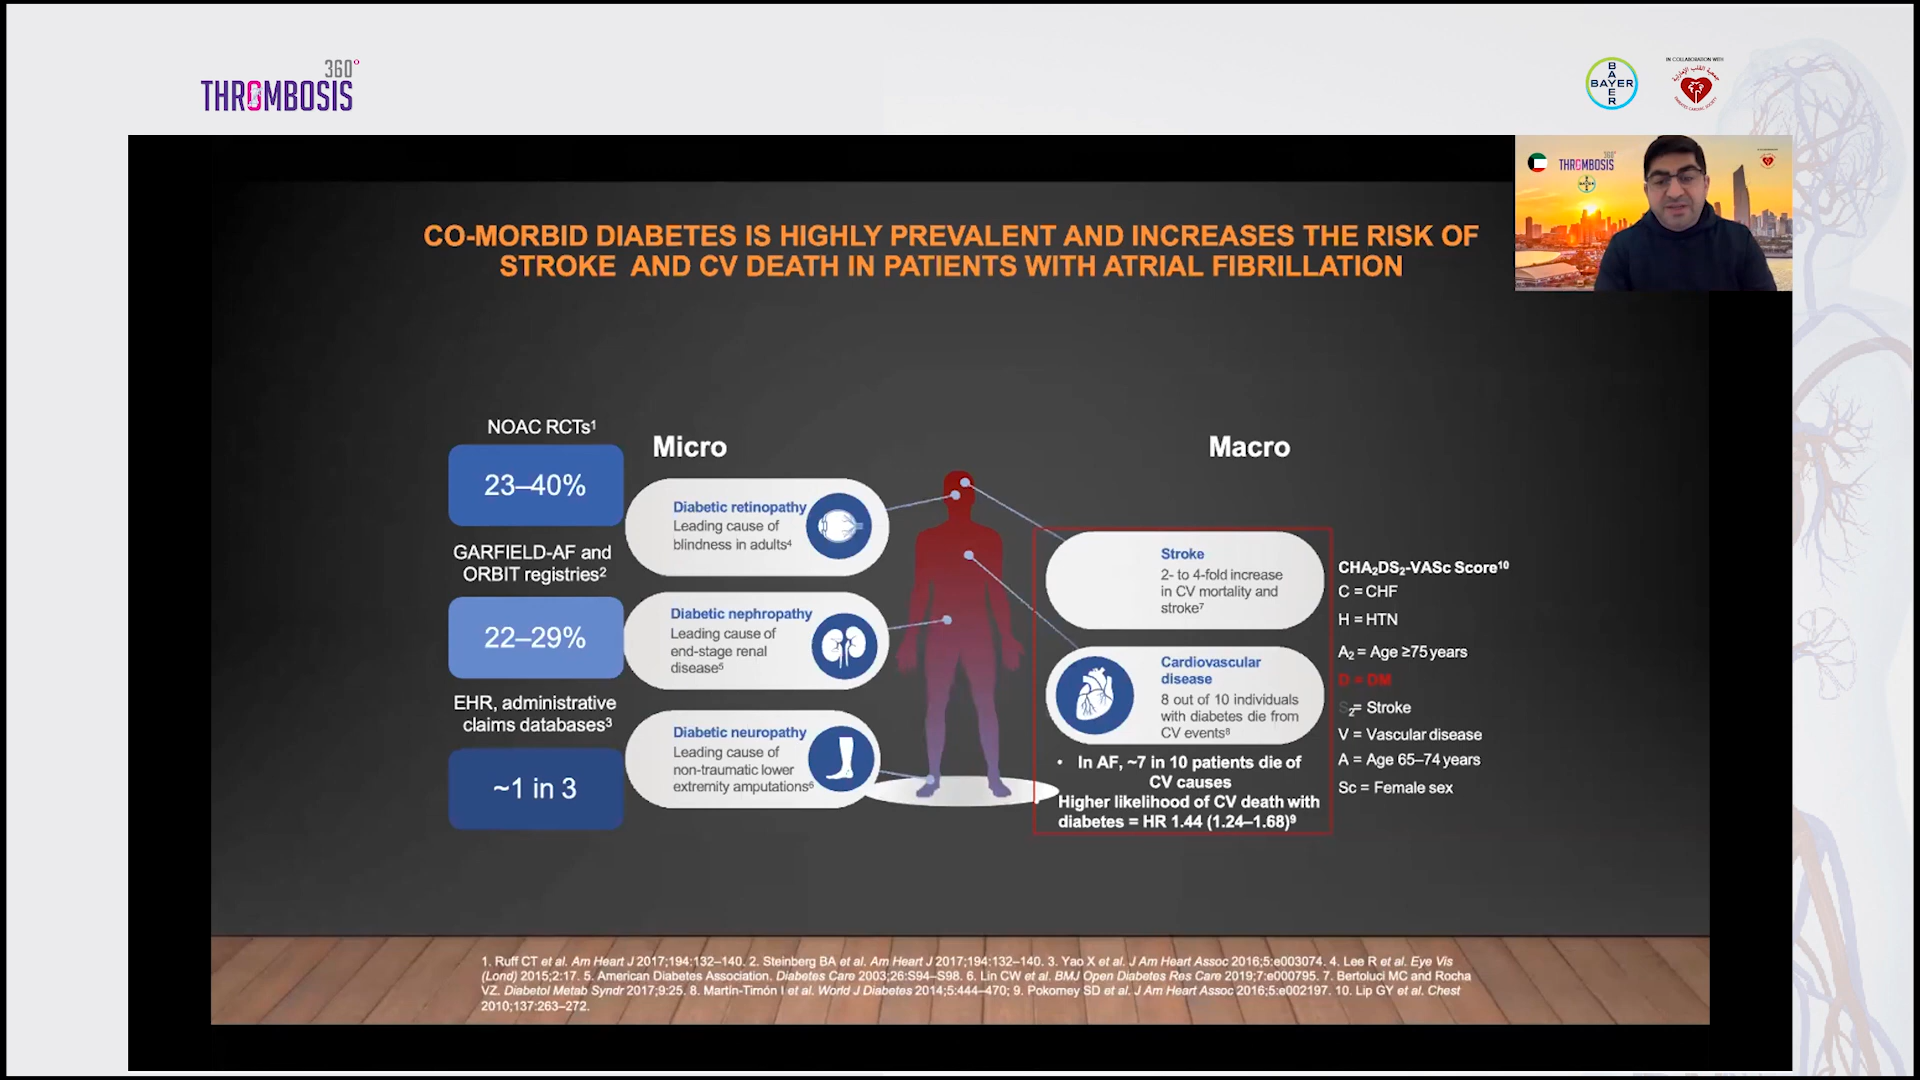 360°
THROMBOSIS
BAYER
BAYER
IN COLLABORATION WITH
جمعية القلب الإماراتية
EMIRATES CARDIAC SOCIETY
THROMBOSIS
CO-MORBID DIABETES IS HIGHLY PREVALENT AND INCREASES THE RISK OF
STROKE AND CV DEATH IN PATIENTS WITH ATRIAL FIBRILLATION
NOAC RCTs¹
23–40%
GARFIELD-AF and
ORBIT registries²
22–29%
EHR, administrative
claims databases³
~1 in 3
Micro
Diabetic retinopathy
Leading cause of
blindness in adults⁴
Diabetic nephropathy
Leading cause of
end-stage renal
disease⁵
Diabetic neuropathy
Leading cause of
non-traumatic lower
extremity amputations⁶
Macro
Stroke
2- to 4-fold increase
in CV mortality and
stroke⁷
Cardiovascular
disease
8 out of 10 individuals
with diabetes die from
CV events⁸
• In AF, ~7 in 10 patients die of
CV causes
Higher likelihood of CV death with
diabetes = HR 1.44 (1.24–1.68)⁹
CHA₂DS₂-VASc Score¹⁰
C = CHF
H = HTN
A₂ = Age ≥75 years
D = DM
S₂= Stroke
V = Vascular disease
A = Age 65–74 years
Sc = Female sex
1. Ruff CT et al. Am Heart J 2017;194:132–140. 2. Steinberg BA et al. Am Heart J 2017;194:132–140. 3. Yao X et al. J Am Heart Assoc 2016;5:e003074. 4. Lee R et al. Eye Vis
(Lond) 2015;2:17. 5. American Diabetes Association. Diabetes Care 2003;26:S94–S98. 6. Lin CW et al. BMJ Open Diabetes Res Care 2019;7:e000795. 7. Bertoluci MC and Rocha
VZ. Diabetol Metab Syndr 2017;9:25. 8. Martín-Timón I et al. World J Diabetes 2014;5:444–470; 9. Pokorney SD et al. J Am Heart Assoc 2016;5:e002197. 10. Lip GY et al. Chest
2010;137:263–272.